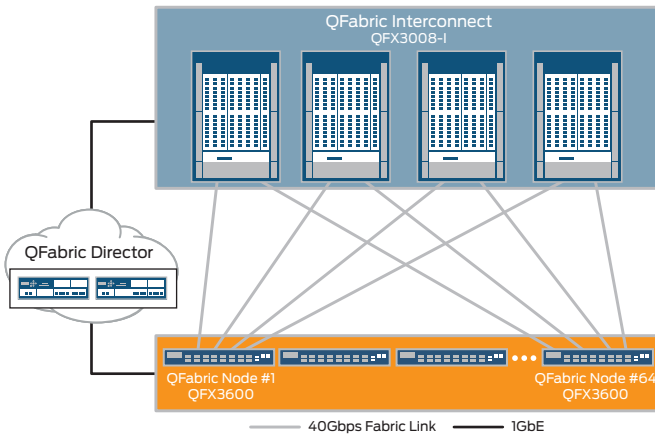 QFabric Interconnect
QFX3008-I
QFabric Director
QFabric Node #1
QFX3600
QFabric Node #64
QFX3600
40Gbps Fabric Link
1GbE